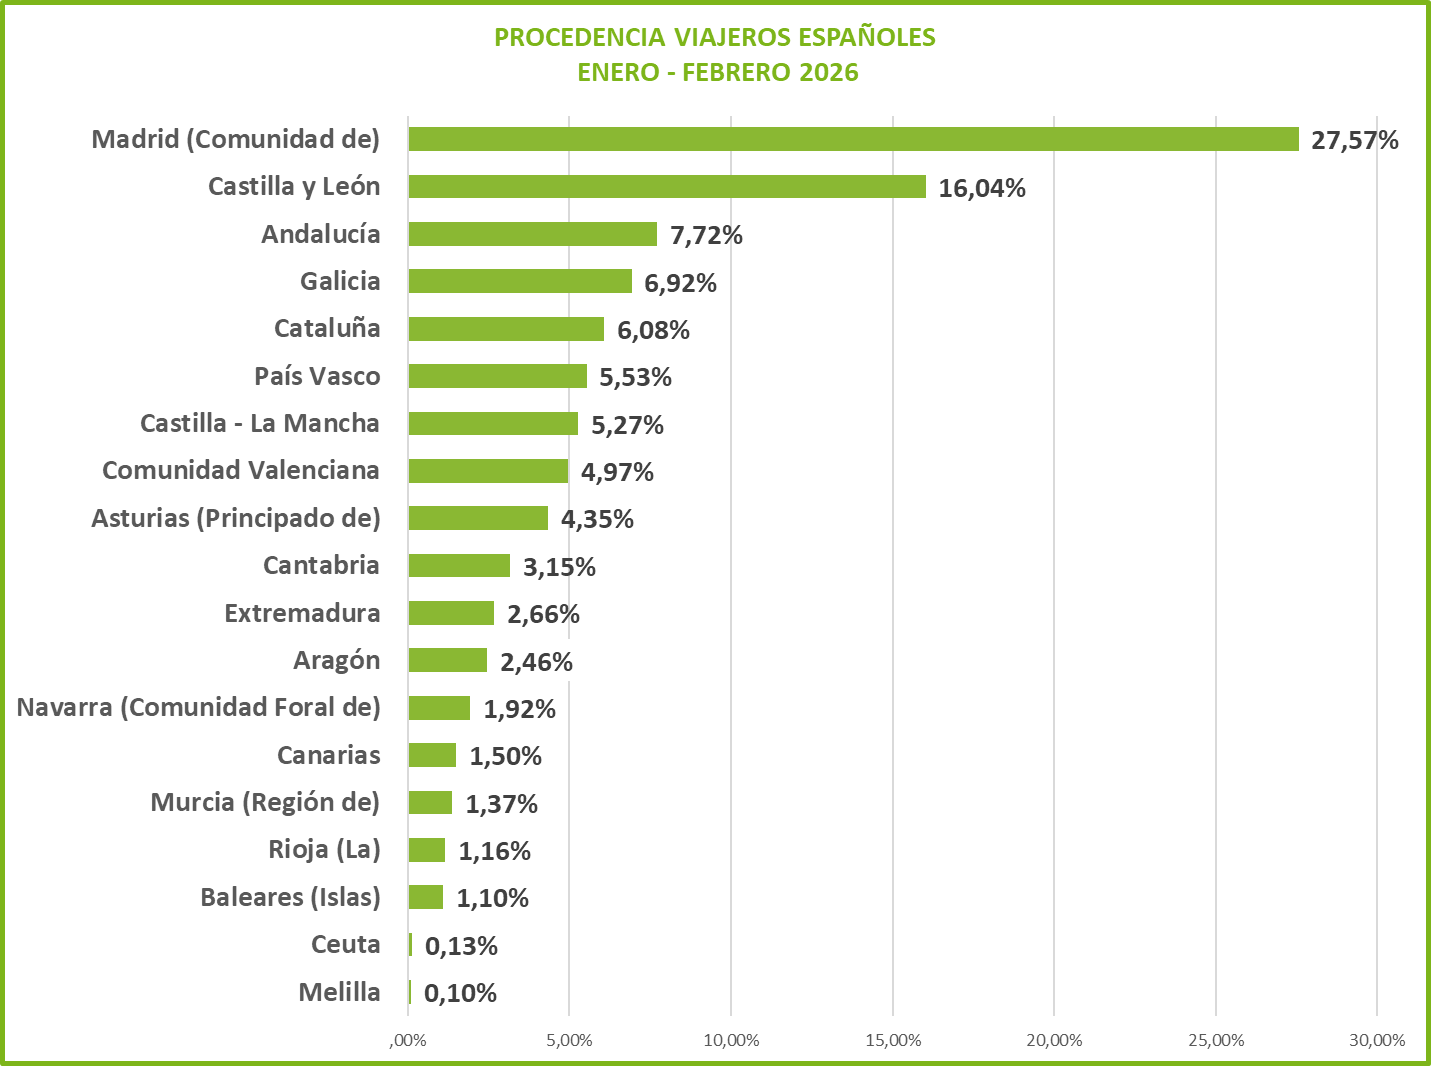 PROCEDENCIA VIAJEROS ESPAÑOLES
ENERO - FEBRERO 2026
Madrid (Comunidad de) 27,57%
Castilla y León 16,04%
Andalucía 7,72%
Galicia 6,92%
Cataluña 6,08%
País Vasco 5,53%
Castilla - La Mancha 5,27%
Comunidad Valenciana 4,97%
Asturias (Principado de) 4,35%
Cantabria 3,15%
Extremadura 2,66%
Aragón 2,46%
Navarra (Comunidad Foral de) 1,92%
Canarias 1,50%
Murcia (Región de) 1,37%
Rioja (La) 1,16%
Baleares (Islas) 1,10%
Ceuta 0,13%
Melilla 0,10%
,00% 5,00% 10,00% 15,00% 20,00% 25,00% 30,00%